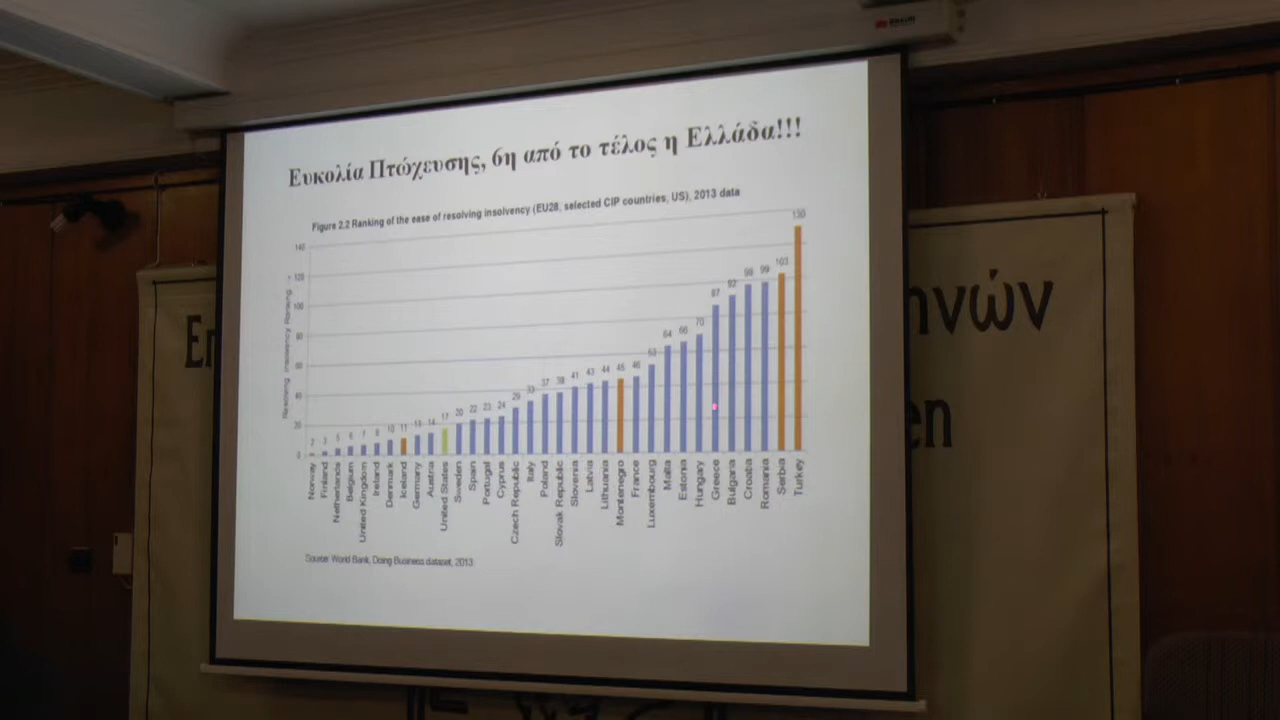 Ευκολία Πτώχευσης, 6η από το τέλος η Ελλάδα!!!
Figure 2.2 Ranking of the ease of resolving insolvency (EU28, selected CIP countries, US), 2013 data
Resolving Insolvency Ranking
140
120
100
80
60
40
20
2 3 5 6 7 8 10 11 13 14 17 20 22 23 24 29 33 37 38 41 43 44 45 46 53 64 66 70 87 92 98 99 103 130
Norway Finland Netherlands Belgium United Kingdom Ireland Denmark Iceland Germany Austria United States Sweden Spain Portugal Cyprus Czech Republic Italy Poland Slovak Republic Slovenia Latvia Lithuania Montenegro France Luxembourg Malta Estonia Hungary Greece Bulgaria Croatia Romania Serbia Turkey
Source: World Bank, Doing Business dataset, 2013
ηνών
en